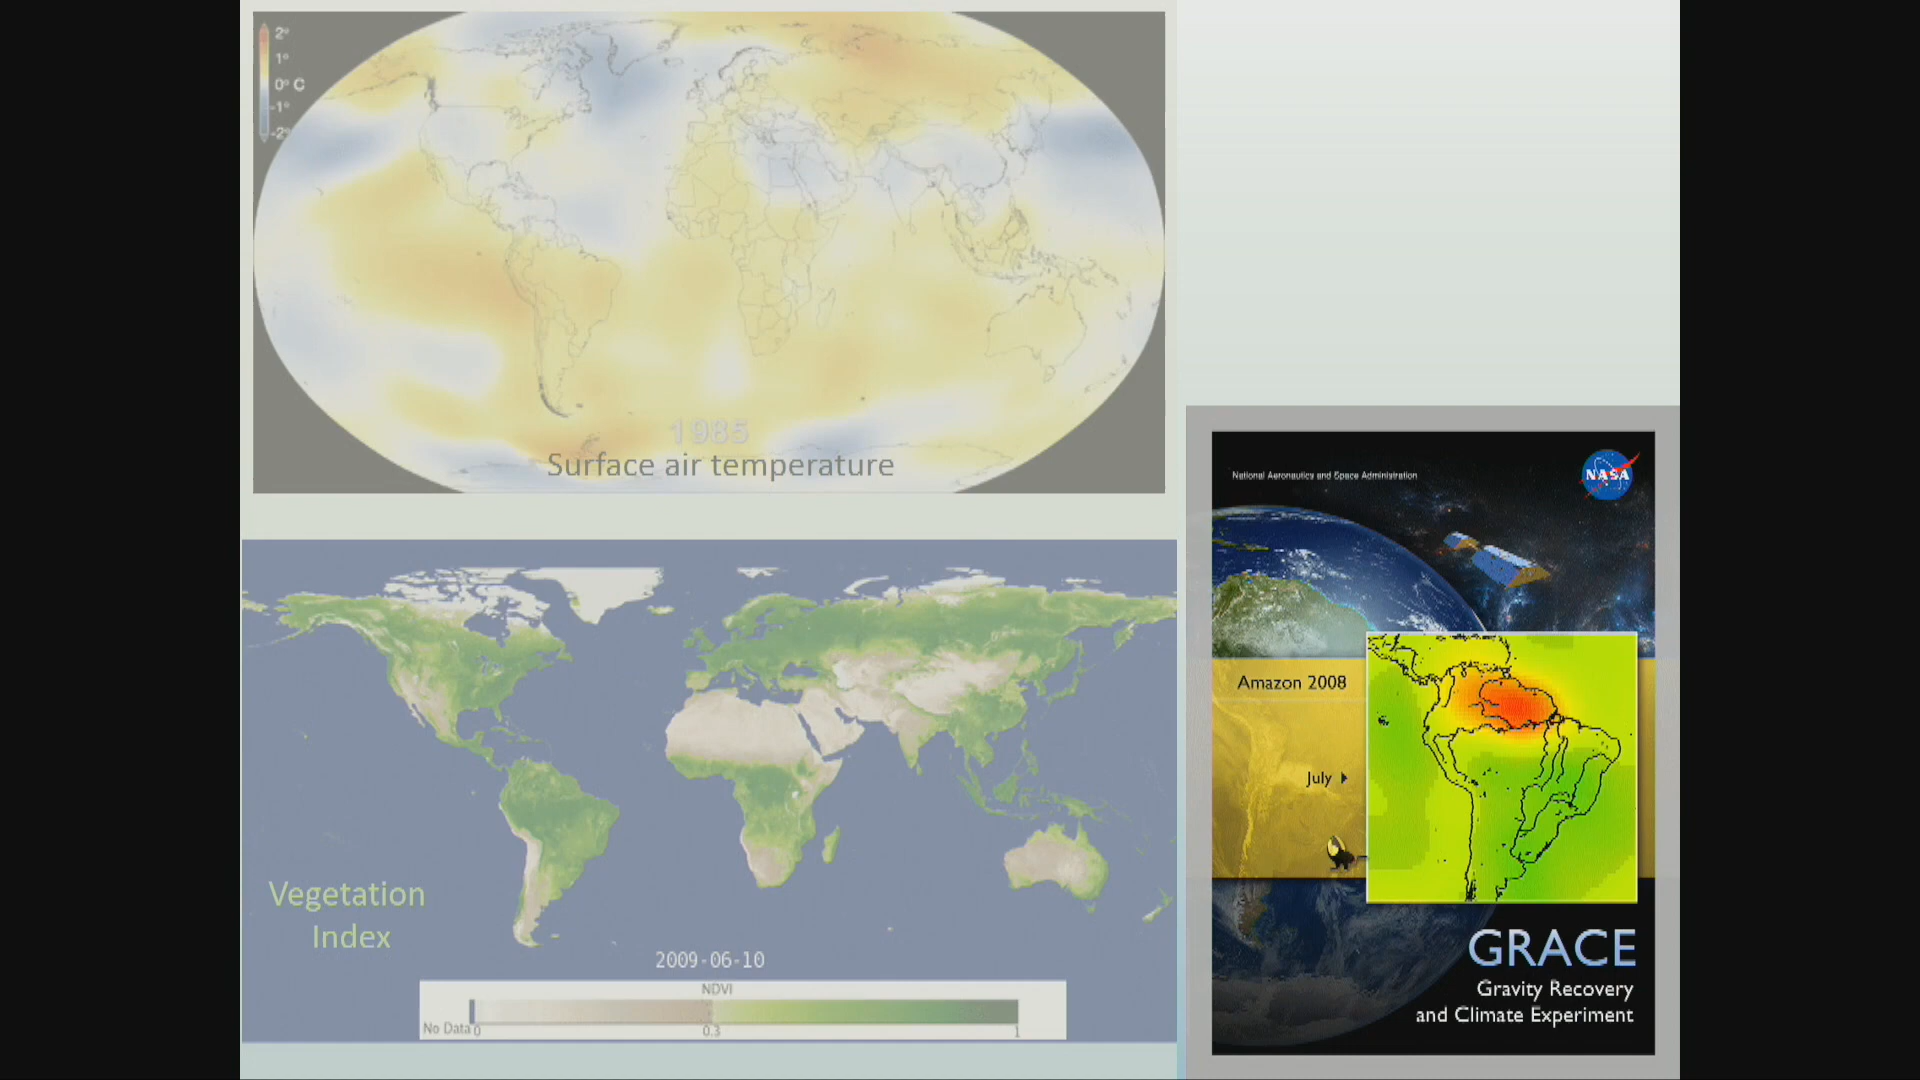 2°
1°
0° C
-1°
-2°
1985
Surface air temperature
Vegetation
Index
2009-06-10
NDVI
No Data 0 0.3 1
National Aeronautics and Space Administration
NASA
Amazon 2008
July
GRACE
Gravity Recovery
and Climate Experiment